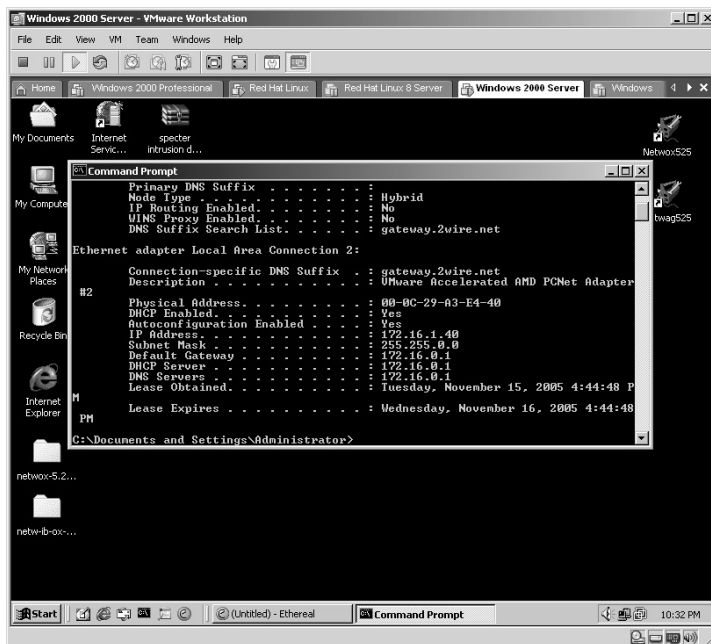 Windows 2000 Server - VMware Workstation
File Edit View VM Team Windows Help
Home Windows 2000 Professional Red Hat Linux Red Hat Linux 8 Server Windows 2000 Server Windows
My Documents
Internet Servic...
specter intrusion d...
Netwox525
My Compute
twag525
My Network Places
Recycle Bin
Internet Explorer
netwox-5.2...
netw-ib-ox-...
Command Prompt
Primary DNS Suffix . . . . . . . :
Node Type . . . . . . . . . . . . : Hybrid
IP Routing Enabled. . . . . . . . : No
WINS Proxy Enabled. . . . . . . . : No
DNS Suffix Search List. . . . . . : gateway.2wire.net
Ethernet adapter Local Area Connection 2:
Connection-specific DNS Suffix . : gateway.2wire.net
Description . . . . . . . . . . . : VMware Accelerated AMD PCNet Adapter
#2
Physical Address. . . . . . . . . : 00-0C-29-A3-E4-40
DHCP Enabled. . . . . . . . . . . : Yes
Autoconfiguration Enabled . . . . : Yes
IP Address. . . . . . . . . . . . : 172.16.1.40
Subnet Mask . . . . . . . . . . . : 255.255.0.0
Default Gateway . . . . . . . . . : 172.16.0.1
DHCP Server . . . . . . . . . . . : 172.16.0.1
DNS Servers . . . . . . . . . . . : 172.16.0.1
Lease Obtained. . . . . . . . . . : Tuesday, November 15, 2005 4:44:48 P
M
Lease Expires . . . . . . . . . . : Wednesday, November 16, 2005 4:44:48
PM
C:\Documents and Settings\Administrator>
Start (Untitled) - Ethereal Command Prompt 10:32 PM